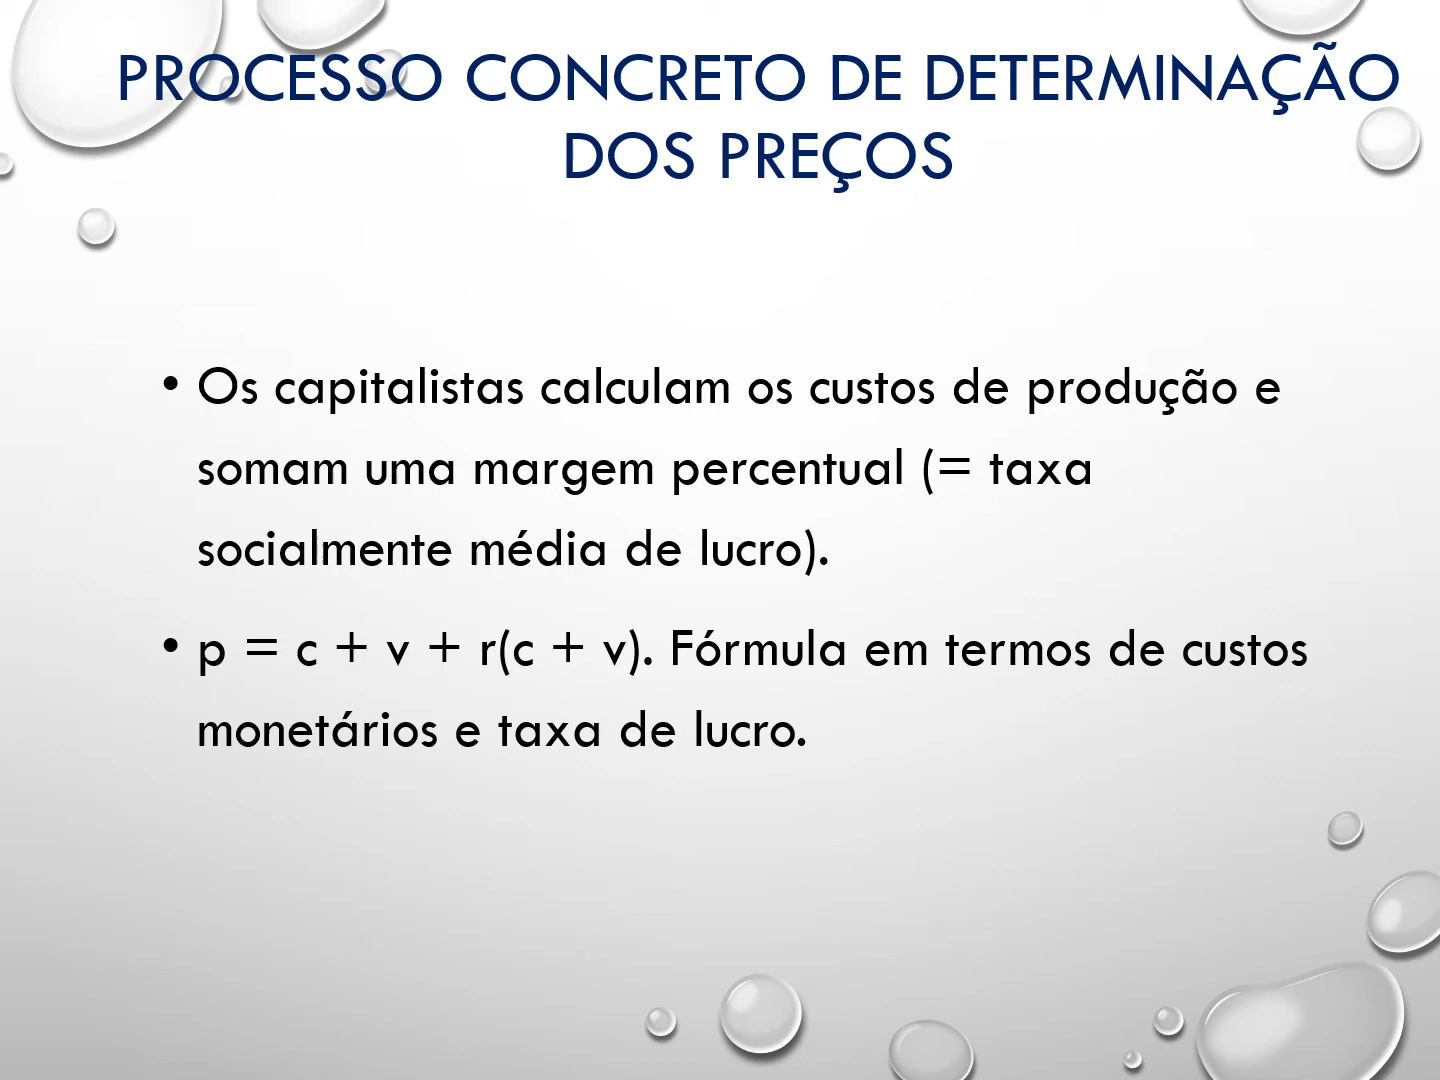 PROCESSO CONCRETO DE DETERMINAÇÃO
DOS PREÇOS
• Os capitalistas calculam os custos de produção e
somam uma margem percentual (= taxa
socialmente média de lucro).
• p = c + v + r(c + v). Fórmula em termos de custos
monetários e taxa de lucro.